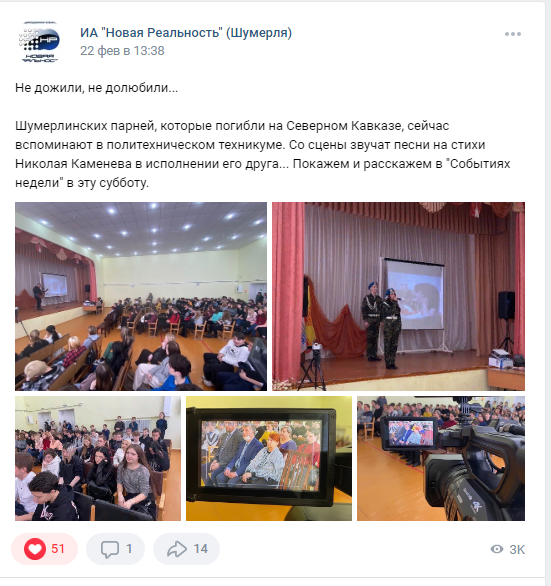 ИА "Новая Реальность" (Шумерля)
22 фев в 13:38
НР
НОВАЯ
Не дожили, не долюбили...
Шумерлинских парней, которые погибли на Северном Кавказе, сейчас
вспоминают в политехническом техникуме. Со сцены звучат песни на стихи
Николая Каменева в исполнении его друга... Покажем и расскажем в "Событиях
недели" в эту субботу.
51
1
14
3K